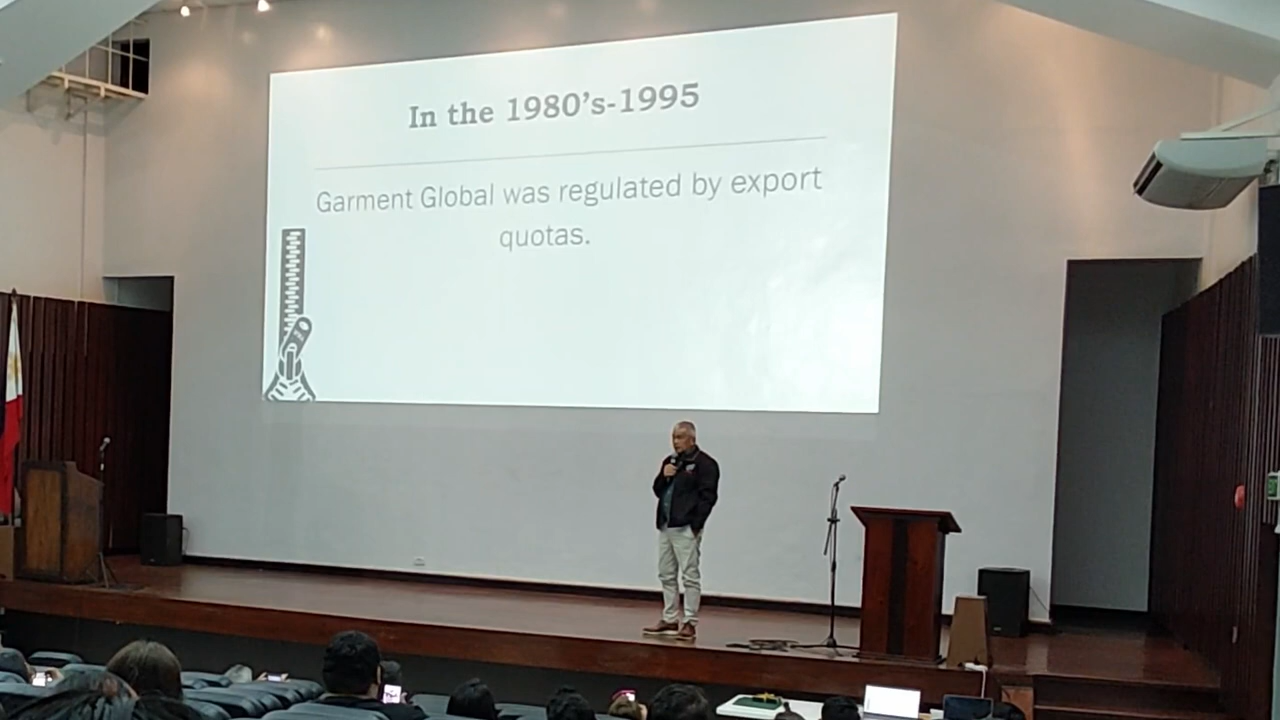 In the 1980's-1995
Garment Global was regulated by export
quotas.